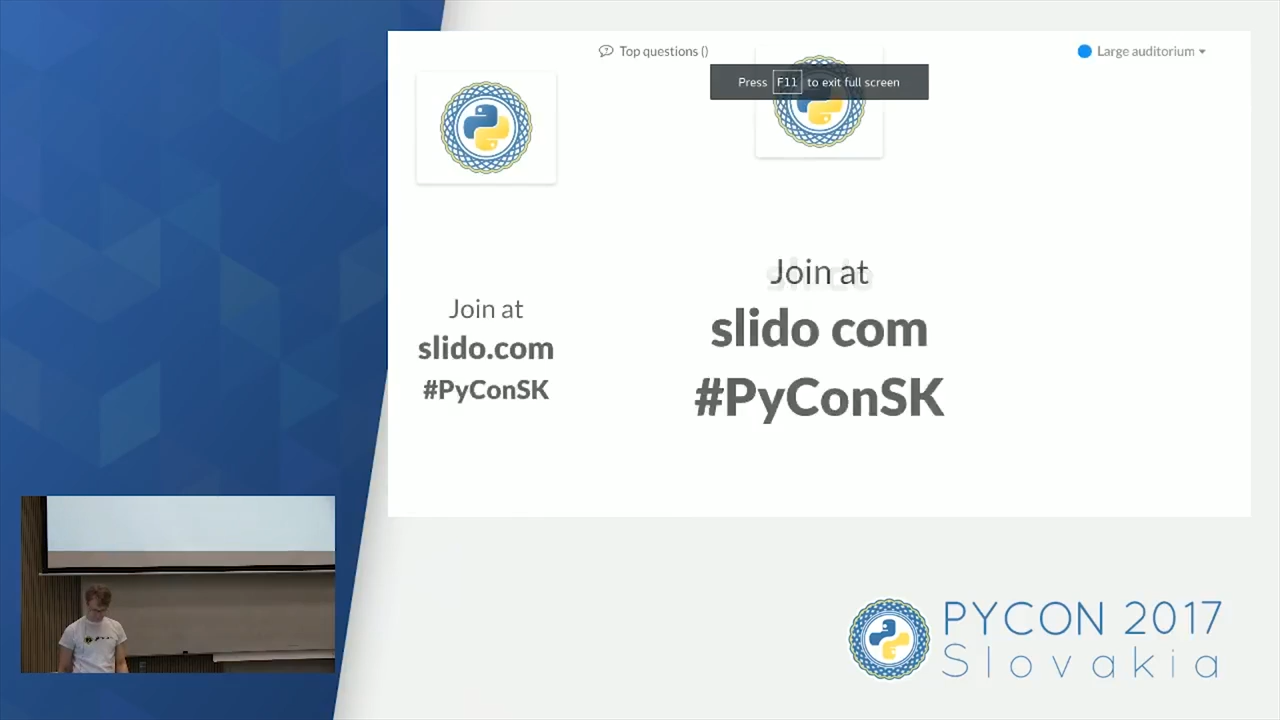 Top questions ()
Large auditorium
Press F11 to exit full screen
Join at
slido.com
#PyConSK
Join at
slido com
#PyConSK
PYCON 2017
Slovakia